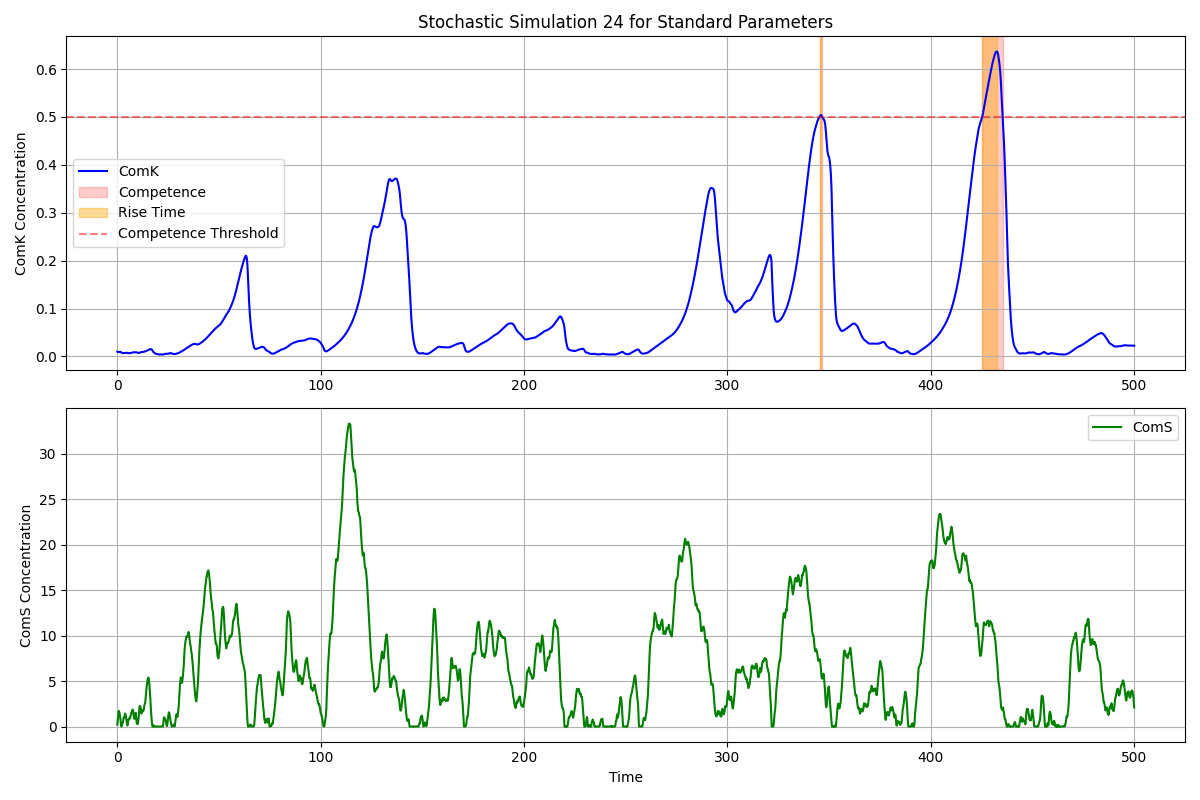 Stochastic Simulation 24 for Standard Parameters
ComK Concentration
0.6
0.5
0.4
0.3
0.2
0.1
0.0
ComK
Competence
Rise Time
Competence Threshold
0 100 200 300 400 500
ComS Concentration
30
25
20
15
10
5
0
ComS
0 100 200 300 400 500
Time